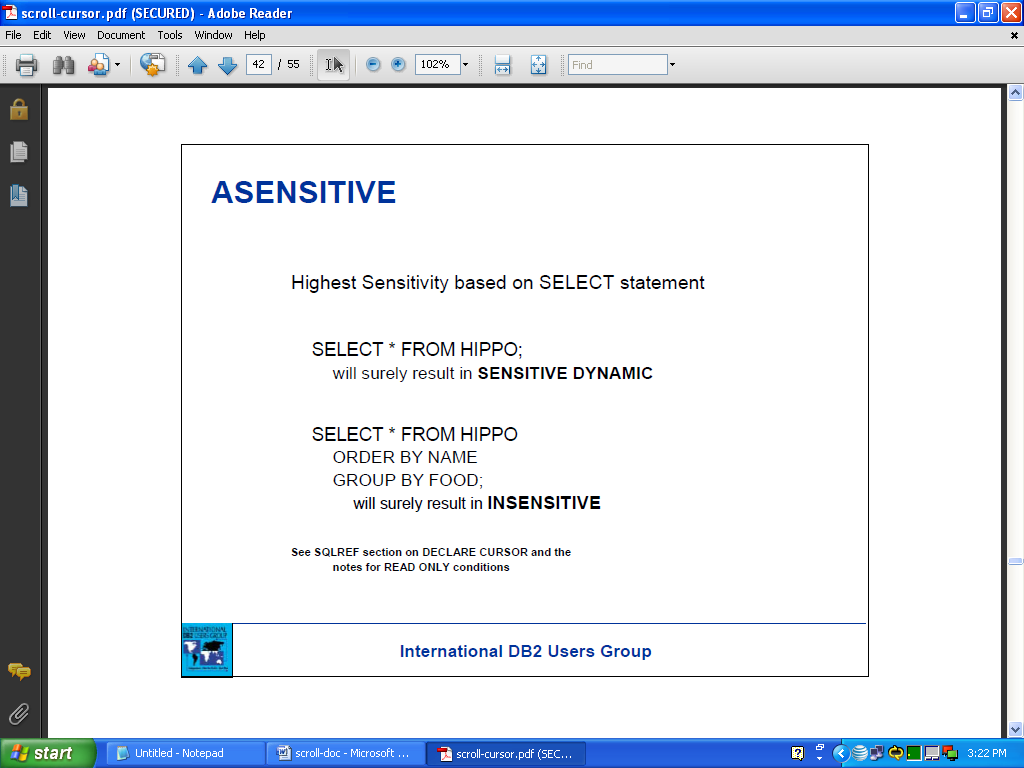 scroll-cursor.pdf (SECURED) - Adobe Reader
File Edit View Document Tools Window Help
42 / 55 102% Find
ASENSITIVE
Highest Sensitivity based on SELECT statement
SELECT * FROM HIPPO;
will surely result in SENSITIVE DYNAMIC
SELECT * FROM HIPPO
ORDER BY NAME
GROUP BY FOOD;
will surely result in INSENSITIVE
See SQLREF section on DECLARE CURSOR and the
notes for READ ONLY conditions
INTERNATIONAL
DB2 USERS GROUP
International DB2 Users Group
start Untitled - Notepad scroll-doc - Microsoft ... scroll-cursor.pdf (SEC... 3:22 PM